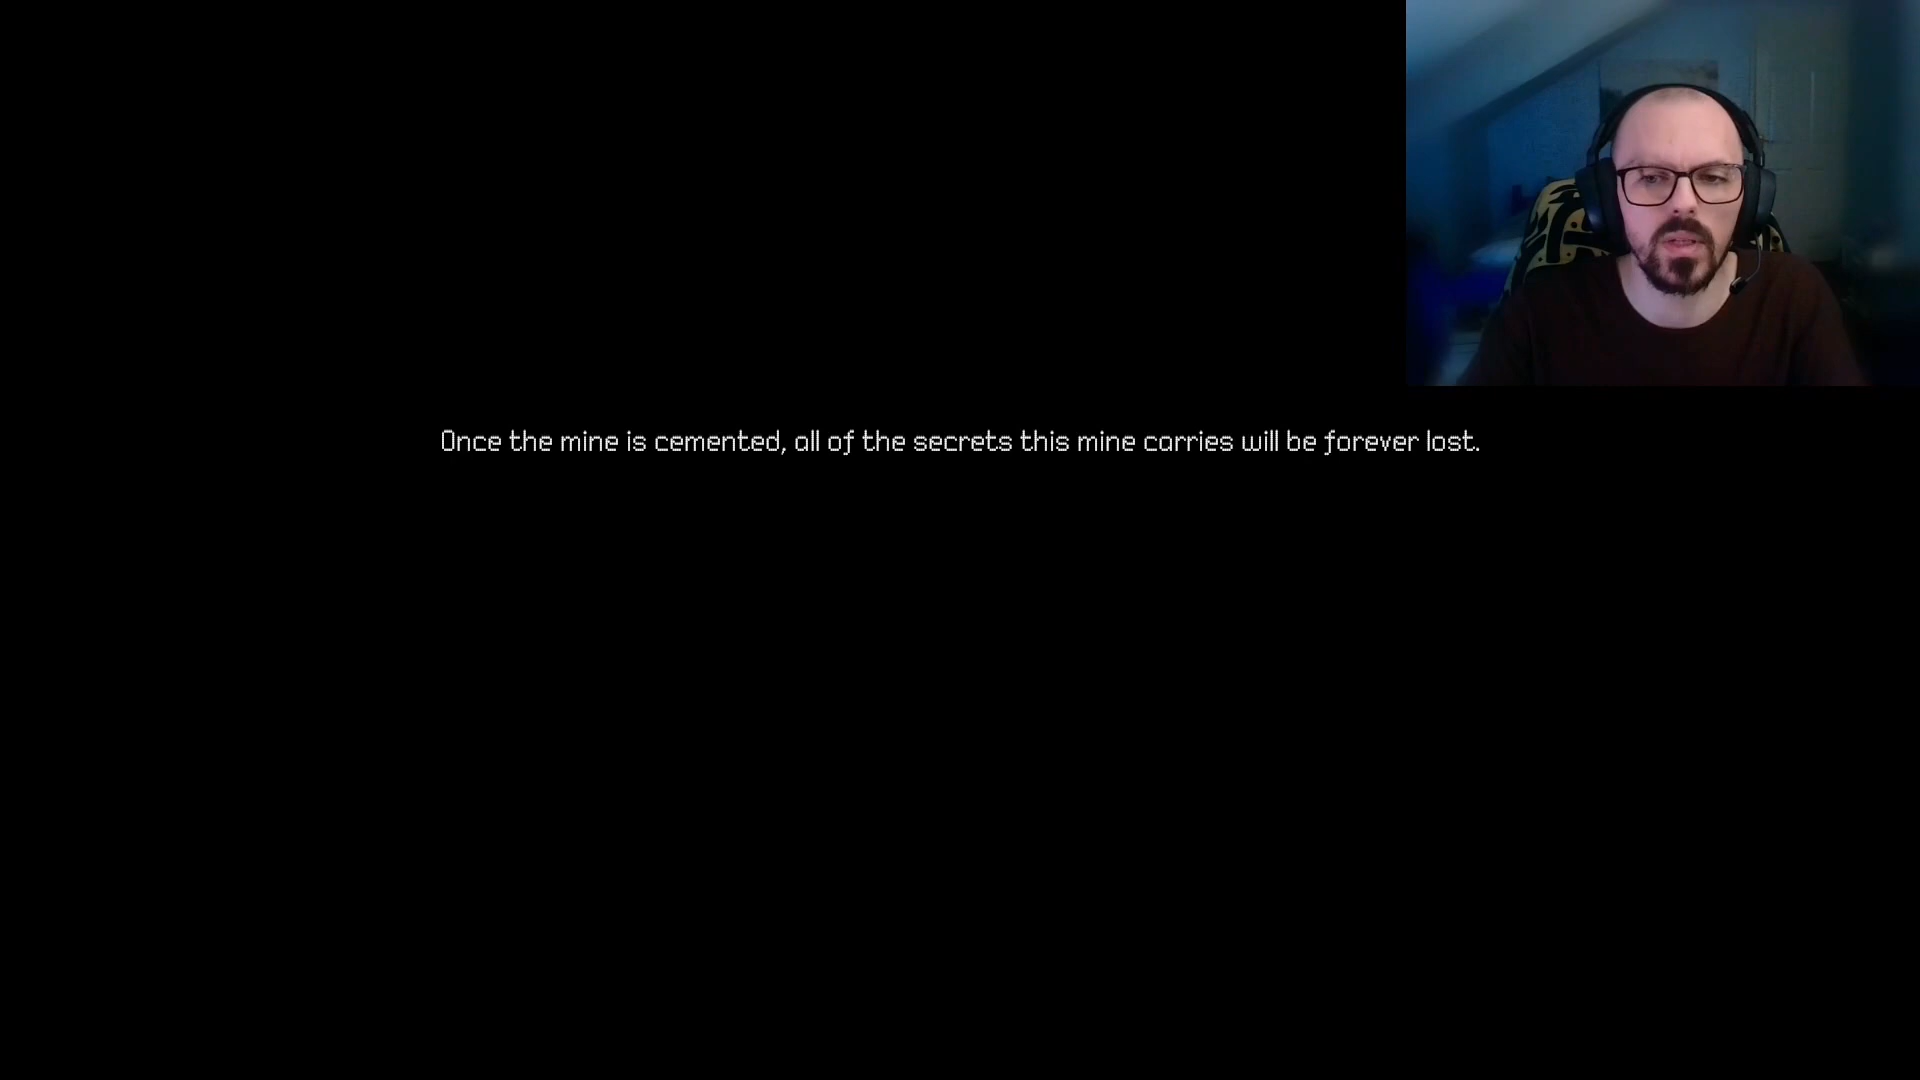 Once the mine is cemented, all of the secrets this mine carries will be forever lost.